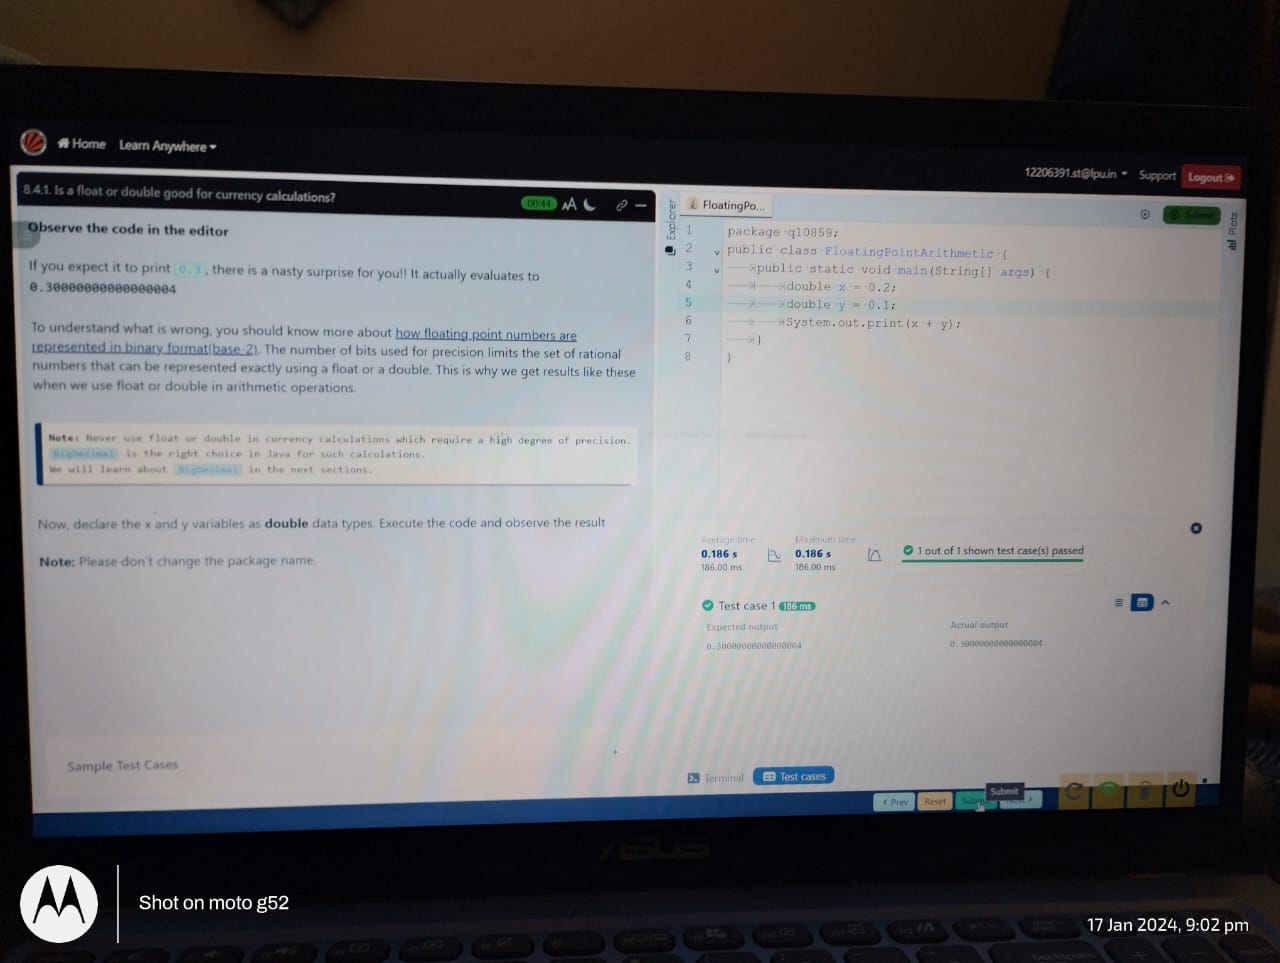 Home Learn Anywhere
12206391.st@lpu.in Support Logout
8.4.1. Is a float or double good for currency calculations?
00:44 AA
Observe the code in the editor
If you expect it to print 0.3, there is a nasty surprise for you!! It actually evaluates to
0.30000000000000004
To understand what is wrong, you should know more about how floating point numbers are
represented in binary format(base-2). The number of bits used for precision limits the set of rational
numbers that can be represented exactly using a float or a double. This is why we get results like these
when we use float or double in arithmetic operations.
Note: Never use float or double in currency calculations which require a high degree of precision.
BigDecimal is the right choice in Java for such calculations.
We will learn about BigDecimal in the next sections.
Now, declare the x and y variables as double data types. Execute the code and observe the result
Note: Please don't change the package name.
Sample Test Cases
Explorer
FloatingPo...
Submit
Plots
1 package q10859;
2 public class FloatingPointArithmetic {
3 public static void main(String[] args) {
4 double x = 0.2;
5 double y = 0.1;
6 System.out.print(x + y);
7 }
8 }
Average time Maximum time
0.186 s 0.186 s
186.00 ms 186.00 ms
1 out of 1 shown test case(s) passed
Test case 1 186 ms
Expected output Actual output
0.30000000000000004 0.30000000000000004
Terminal Test cases
Submit
< Prev Reset Submit
ASUS
Shot on moto g52
17 Jan 2024, 9:02 pm